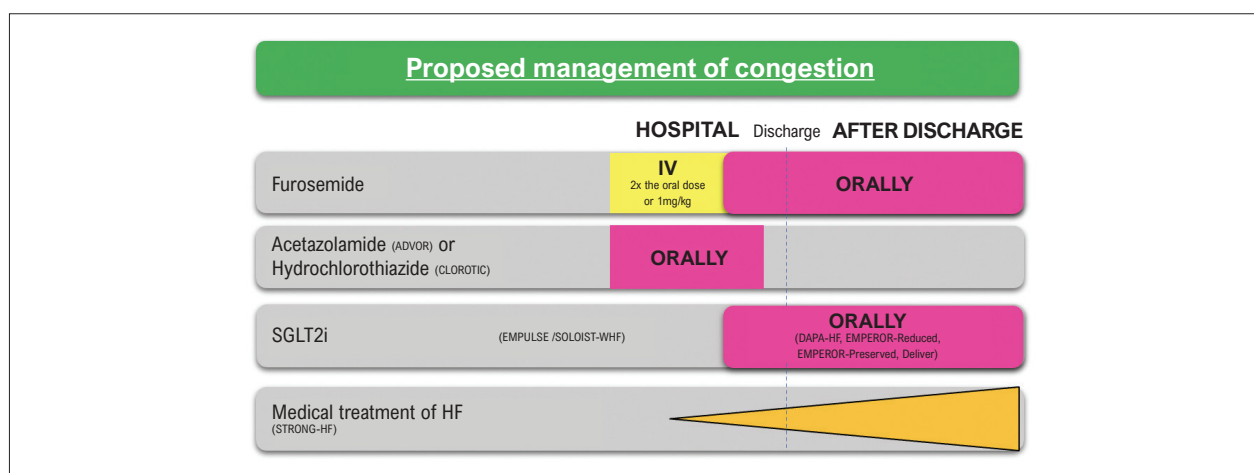 Proposed management of congestion
HOSPITAL Discharge AFTER DISCHARGE
Furosemide
IV
2x the oral dose
or 1mg/kg
ORALLY
Acetazolamide (ADVOR) or
Hydrochlorothiazide (CLOROTIC)
ORALLY
SGLT2i
(EMPULSE /SOLOIST-WHF)
ORALLY
(DAPA-HF, EMPEROR-Reduced,
EMPEROR-Preserved, Deliver)
Medical treatment of HF
(STRONG-HF)